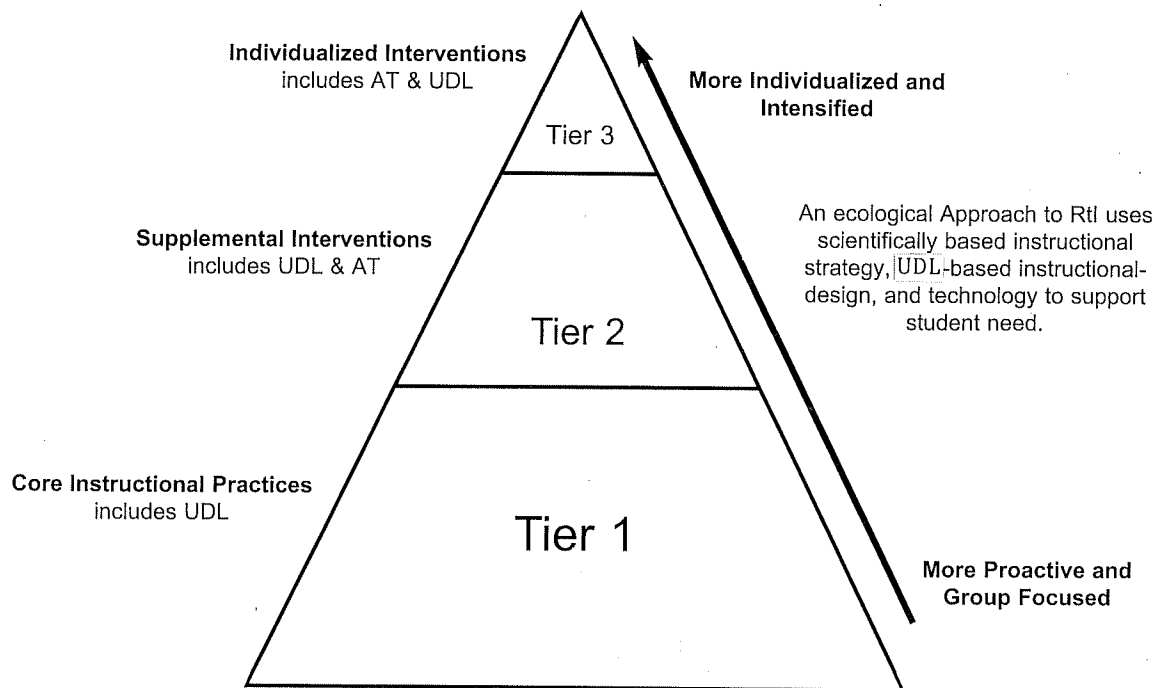 Individualized Interventions
includes AT & UDL
More Individualized and
Intensified
Tier 3
An ecological Approach to RtI uses
scientifically based instructional
strategy, UDL-based instructional-
design, and technology to support
student need.
Supplemental Interventions
includes UDL & AT
Tier 2
Core Instructional Practices
includes UDL
Tier 1
More Proactive and
Group Focused